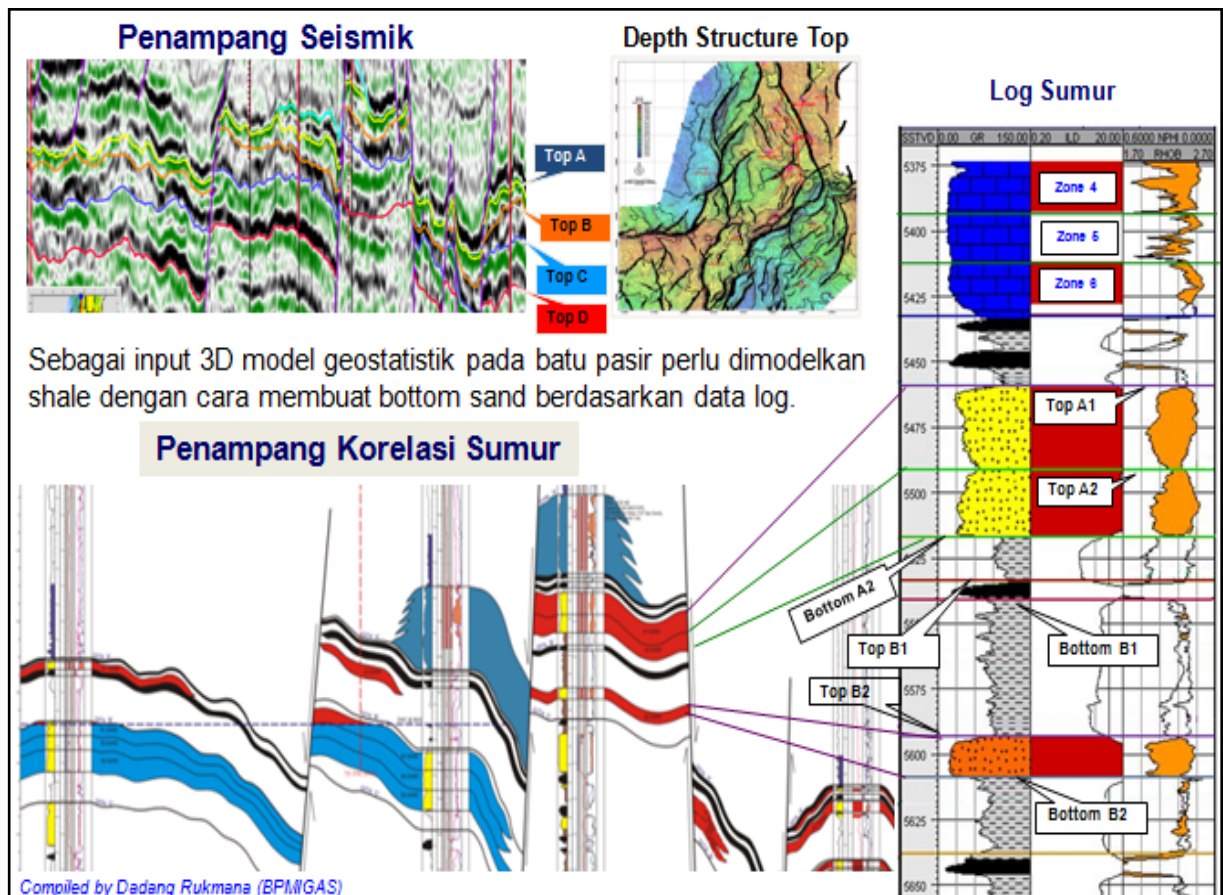 Penampang Seismik
Depth Structure Top
Log Sumur
Top A
Top B
Top C
Top D
Sebagai input 3D model geostatistik pada batu pasir perlu dimodelkan
shale dengan cara membuat bottom sand berdasarkan data log.
Penampang Korelasi Sumur
SSTVD 0.00 GR 150.00 0.20 ILD 20.00 0.6000 NPHI 0.0000
1.70 RHOB 2.70
5375
Zone 4
5400
Zone 5
Zone 6
5425
5450
Top A1
5475
Top A2
5500
Bottom A2
Top B1
Bottom B1
Top B2
5575
5600
Bottom B2
5625
5650
Compiled by Dadang Rukmana (BPMIGAS)